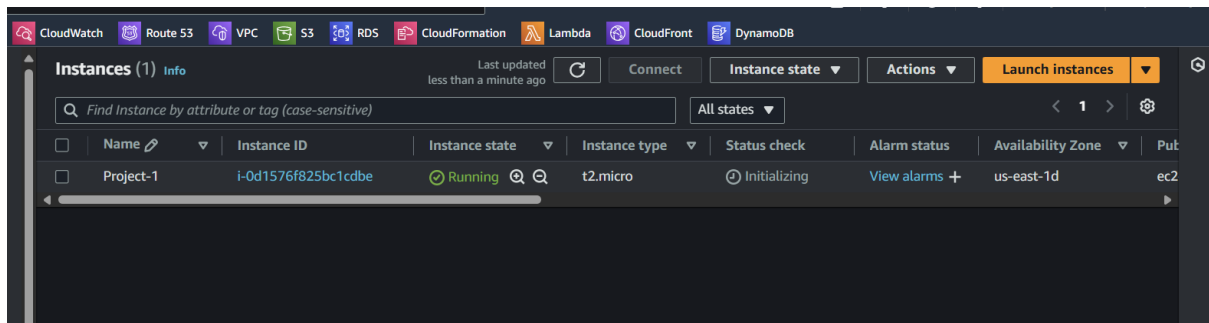 CloudWatch Route 53 VPC S3 RDS CloudFormation Lambda CloudFront DynamoDB
Instances (1) Info
Last updated
less than a minute ago
Connect Instance state Actions Launch instances
Find Instance by attribute or tag (case-sensitive) All states 1
Name Instance ID Instance state Instance type Status check Alarm status Availability Zone Pub
Project-1 i-0d1576f825bc1cdbe Running t2.micro Initializing View alarms + us-east-1d ec2